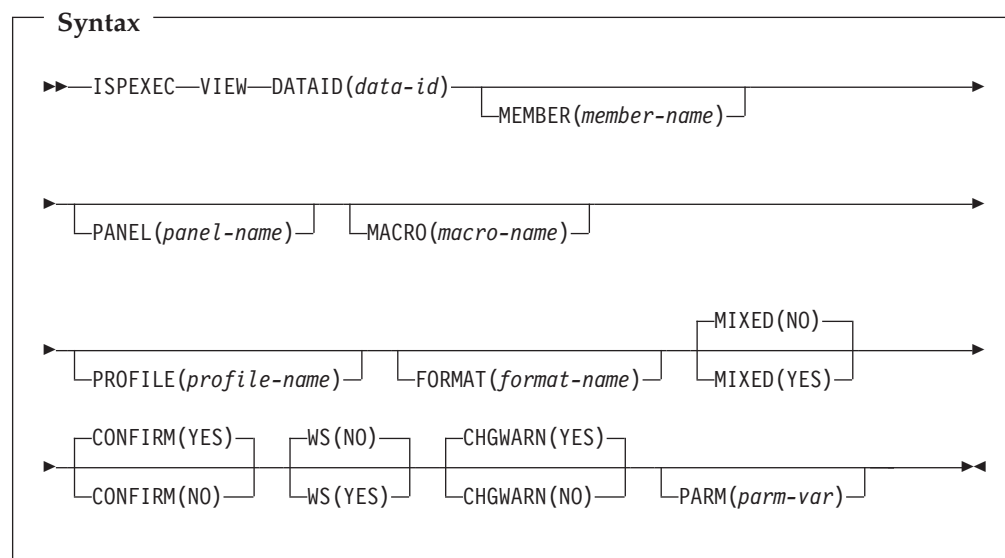 Syntax
ISPEXEC VIEW DATAID(data-id)
MEMBER(member-name)
PANEL(panel-name) MACRO(macro-name)
MIXED(NO)
PROFILE(profile-name) FORMAT(format-name) MIXED(YES)
CONFIRM(YES) WS(NO) CHGWARN(YES)
CONFIRM(NO) WS(YES) CHGWARN(NO) PARM(parm-var)